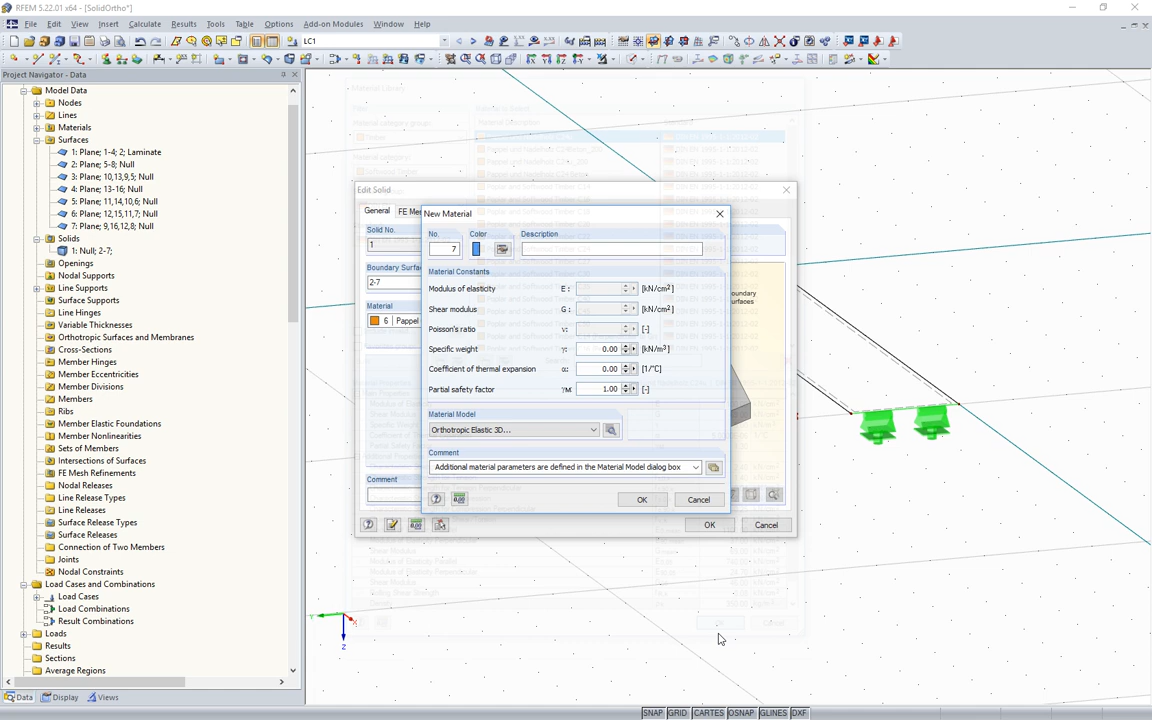 RFEM 5.22.01 x64 - [SolidOrtho*]
File Edit View Insert Calculate Results Tools Table Options Add-on Modules Window Help
LC1
Project Navigator - Data
Model Data
Nodes
Lines
Materials
Surfaces
1: Plane; 1-4; 2; Laminate
2: Plane; 5-8; Null
3: Plane; 10,13,9,5; Null
4: Plane; 13-16; Null
5: Plane; 11,14,10,6; Null
6: Plane; 12,15,11,7; Null
7: Plane; 9,16,12,8; Null
Solids
1: Null; 2-7;
Openings
Nodal Supports
Line Supports
Surface Supports
Line Hinges
Variable Thicknesses
Orthotropic Surfaces and Membranes
Cross-Sections
Member Hinges
Member Eccentricities
Member Divisions
Members
Ribs
Member Elastic Foundations
Member Nonlinearities
Sets of Members
Intersections of Surfaces
FE Mesh Refinements
Nodal Releases
Line Release Types
Line Releases
Surface Release Types
Surface Releases
Connection of Two Members
Joints
Nodal Constraints
Load Cases and Combinations
Load Cases
Load Combinations
Result Combinations
Loads
Results
Sections
Average Regions
Data Display Views
Edit Solid
General FE Me
Solid No.
1
Boundary Surfac
2-7
Material
6 Pappel
Comment
oundary
urfaces
OK Cancel
New Material
No. Color Description
7
Material Constants
Modulus of elasticity E : [kN/cm2]
Shear modulus G : [kN/cm2]
Poisson's ratio ν: [-]
Specific weight γ: 0.00 [kN/m3]
Coefficient of thermal expansion α: 0.00 [1/°C]
Partial safety factor γM: 1.00 [-]
Material Model
Orthotropic Elastic 3D...
Comment
Additional material parameters are defined in the Material Model dialog box
OK Cancel
Y X
Z
SNAP GRID CARTES OSNAP GLINES DXF